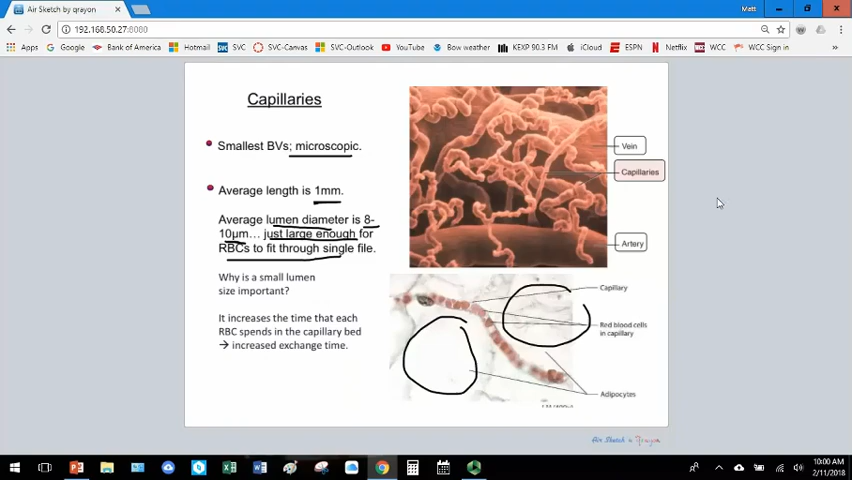 Air Sketch by qrayon
Matt
192.168.50.27:8080
Apps
Google
Bank of America
Hotmail
SVC
SVC-Canvas
SVC-Outlook
YouTube
Bow weather
KEXP 90.3 FM
iCloud
ESPN
Netflix
WCC
WCC Sign in
Capillaries
Smallest BVs; microscopic.
Average length is 1mm.
Average lumen diameter is 8-
10μm… just large enough for
RBCs to fit through single file.
Why is a small lumen
size important?
It increases the time that each
RBC spends in the capillary bed
→ increased exchange time.
Vein
Capillaries
Artery
Capillary
Red blood cells
in capillary
Adipocytes
Air Sketch by Qrayon
10:00 AM
2/11/2018